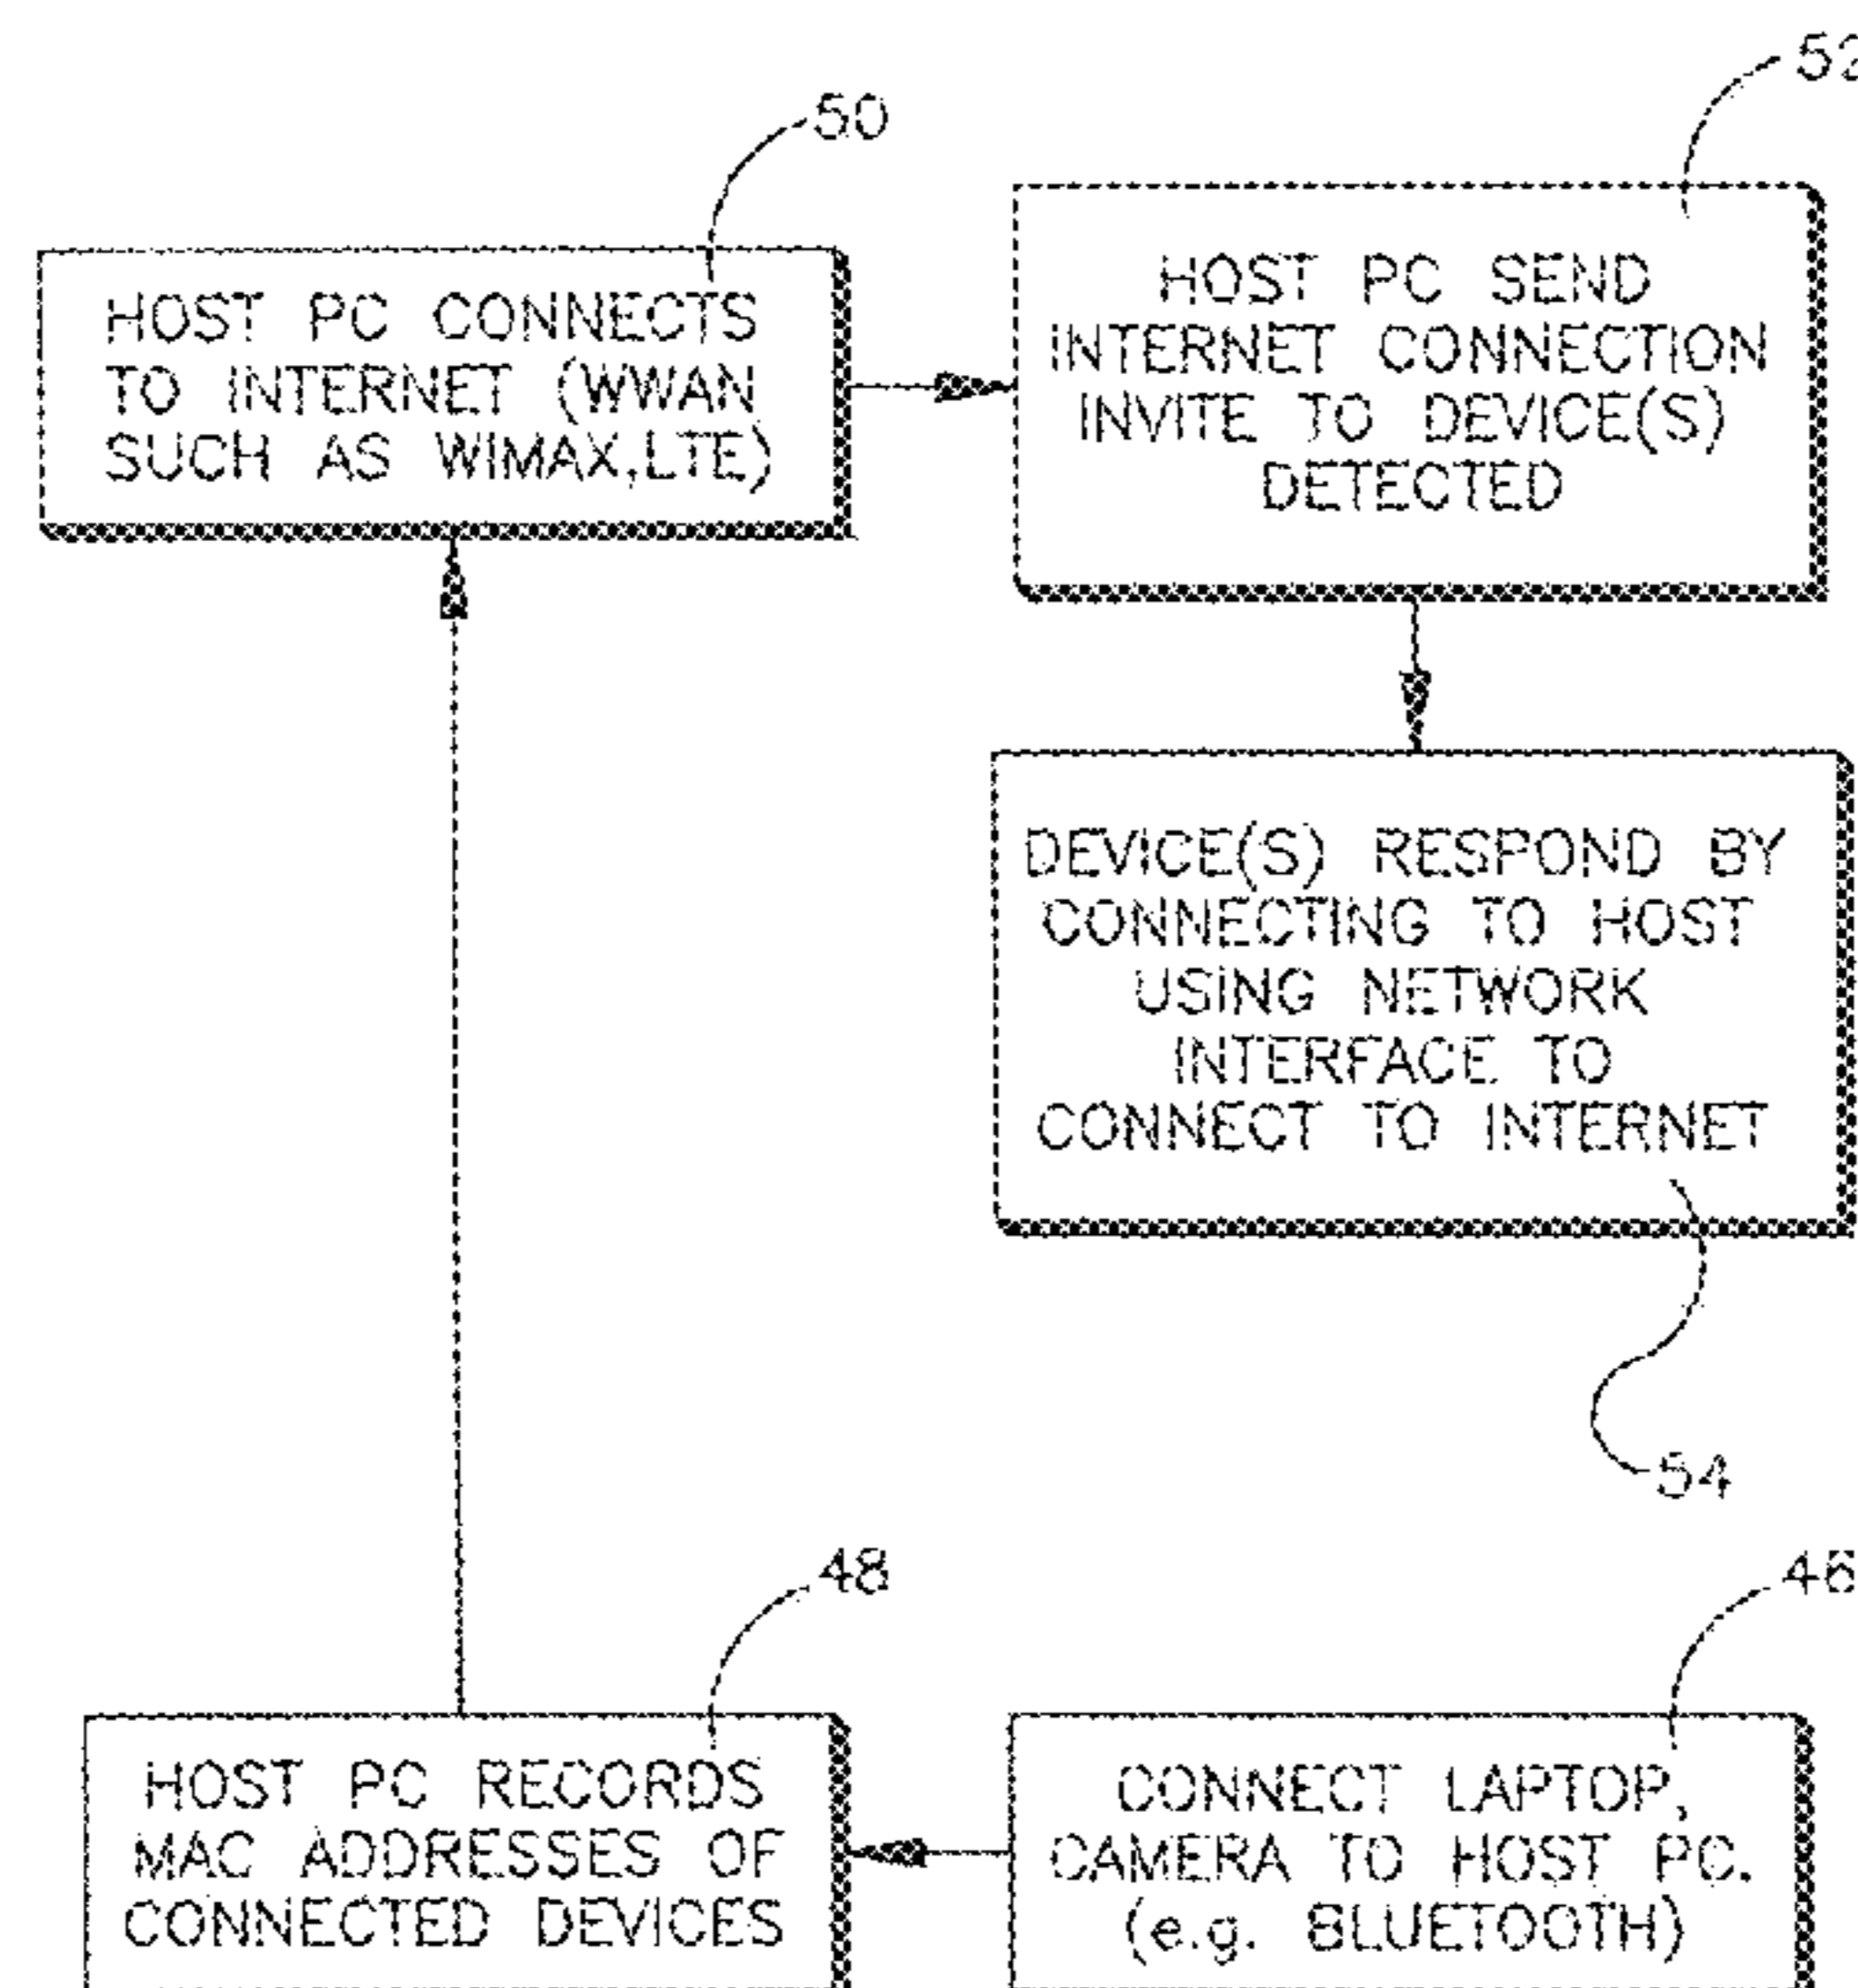 50
52
HOST PC CONNECTS
TO INTERNET (WWAN
SUCH AS WIMAX,LTE)
HOST PC SEND
INTERNET CONNECTION
INVITE TO DEVICE(S)
DETECTED
DEVICE(S) RESPOND BY
CONNECTING TO HOST
USING NETWORK
INTERFACE TO
CONNECT TO INTERNET
54
48
46
HOST PC RECORDS
MAC ADDRESSES OF
CONNECTED DEVICES
CONNECT LAPTOP,
CAMERA TO HOST PC.
(e.g. BLUETOOTH)